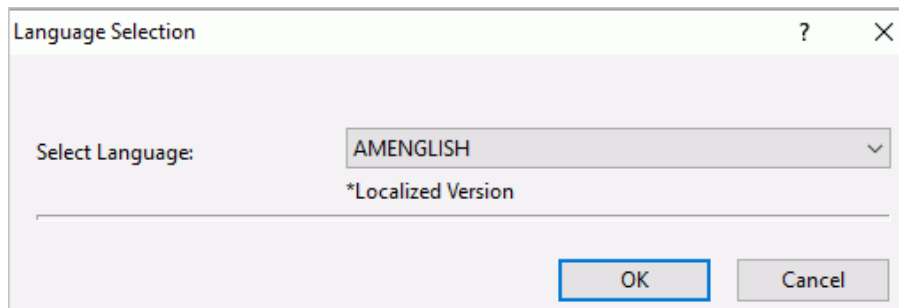 Language Selection ?
Select Language: AMENGLISH
*Localized Version
OK Cancel